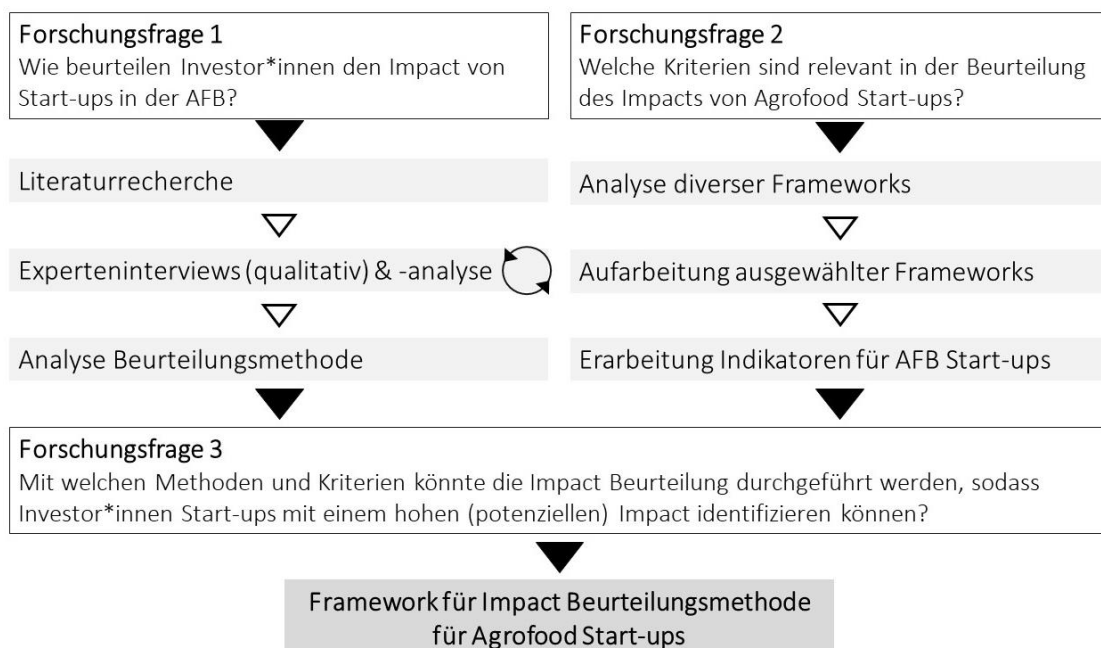 Forschungsfrage 1
Wie beurteilen Investor*innen den Impact von
Start-ups in der AFB?
Forschungsfrage 2
Welche Kriterien sind relevant in der Beurteilung
des Impacts von Agrofood Start-ups?
Literaturrecherche
Analyse diverser Frameworks
Experteninterviews (qualitativ) & -analyse
Aufarbeitung ausgewählter Frameworks
Analyse Beurteilungsmethode
Erarbeitung Indikatoren für AFB Start-ups
Forschungsfrage 3
Mit welchen Methoden und Kriterien könnte die Impact Beurteilung durchgeführt werden, sodass
Investor*innen Start-ups mit einem hohen (potenziellen) Impact identifizieren können?
Framework für Impact Beurteilungsmethode
für Agrofood Start-ups